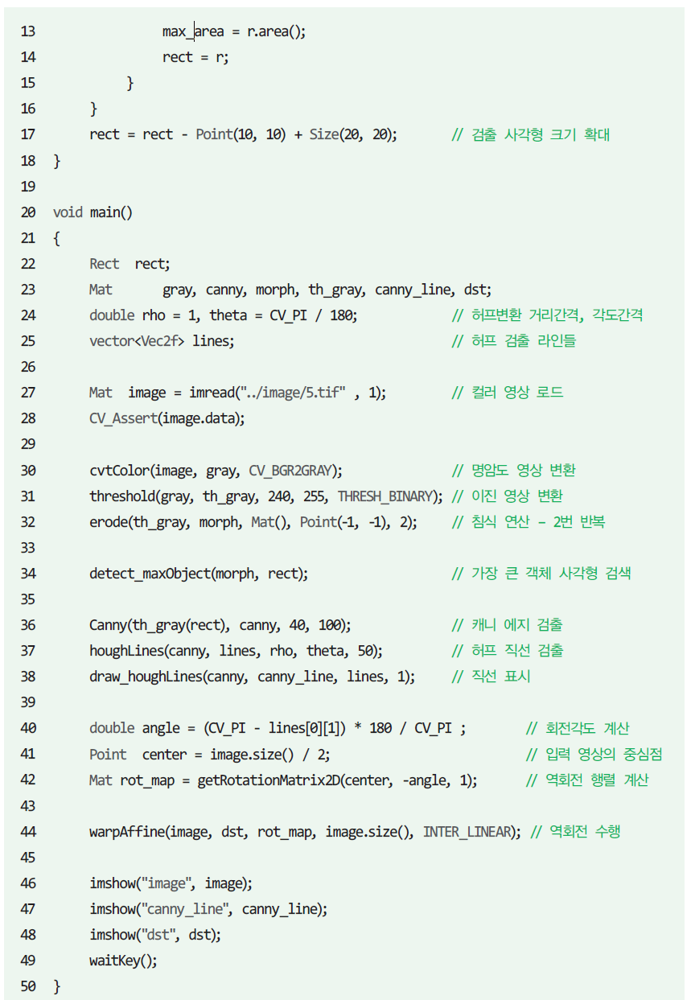 13 max_area = r.area();
14 rect = r;
15 }
16 }
17 rect = rect - Point(10, 10) + Size(20, 20); // 검출 사각형 크기 확대
18 }
19
20 void main()
21 {
22 Rect rect;
23 Mat gray, canny, morph, th_gray, canny_line, dst;
24 double rho = 1, theta = CV_PI / 180; // 허프변환 거리간격, 각도간격
25 vector<Vec2f> lines; // 허프 검출 라인들
26
27 Mat image = imread("../image/5.tif" , 1); // 컬러 영상 로드
28 CV_Assert(image.data);
29
30 cvtColor(image, gray, CV_BGR2GRAY); // 명암도 영상 변환
31 threshold(gray, th_gray, 240, 255, THRESH_BINARY); // 이진 영상 변환
32 erode(th_gray, morph, Mat(), Point(-1, -1), 2); // 침식 연산 – 2번 반복
33
34 detect_maxObject(morph, rect); // 가장 큰 객체 사각형 검색
35
36 Canny(th_gray(rect), canny, 40, 100); // 캐니 에지 검출
37 houghLines(canny, lines, rho, theta, 50); // 허프 직선 검출
38 draw_houghLines(canny, canny_line, lines, 1); // 직선 표시
39
40 double angle = (CV_PI - lines[0][1]) * 180 / CV_PI ; // 회전각도 계산
41 Point center = image.size() / 2; // 입력 영상의 중심점
42 Mat rot_map = getRotationMatrix2D(center, -angle, 1); // 역회전 행렬 계산
43
44 warpAffine(image, dst, rot_map, image.size(), INTER_LINEAR); // 역회전 수행
45
46 imshow("image", image);
47 imshow("canny_line", canny_line);
48 imshow("dst", dst);
49 waitKey();
50 }